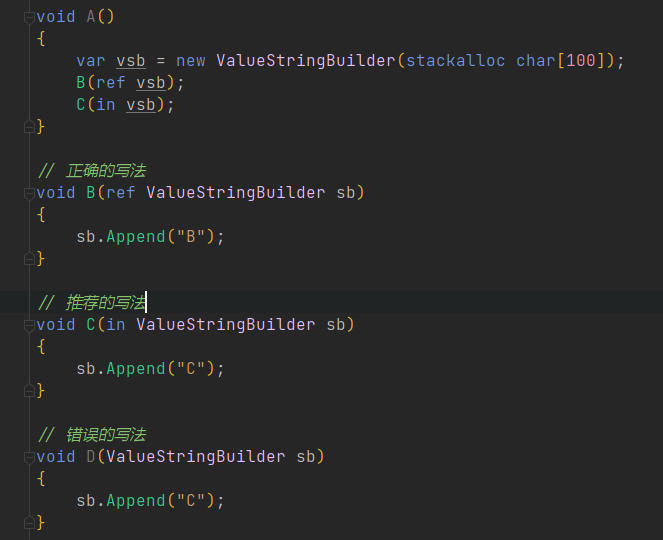 void A()
{
    var vsb = new ValueStringBuilder(stackalloc char[100]);
    B(ref vsb);
    C(in vsb);
}
// 正确的写法
void B(ref ValueStringBuilder sb)
{
    sb.Append("B");
}
// 推荐的写法
void C(in ValueStringBuilder sb)
{
    sb.Append("C");
}
// 错误的写法
void D(ValueStringBuilder sb)
{
    sb.Append("C");
}